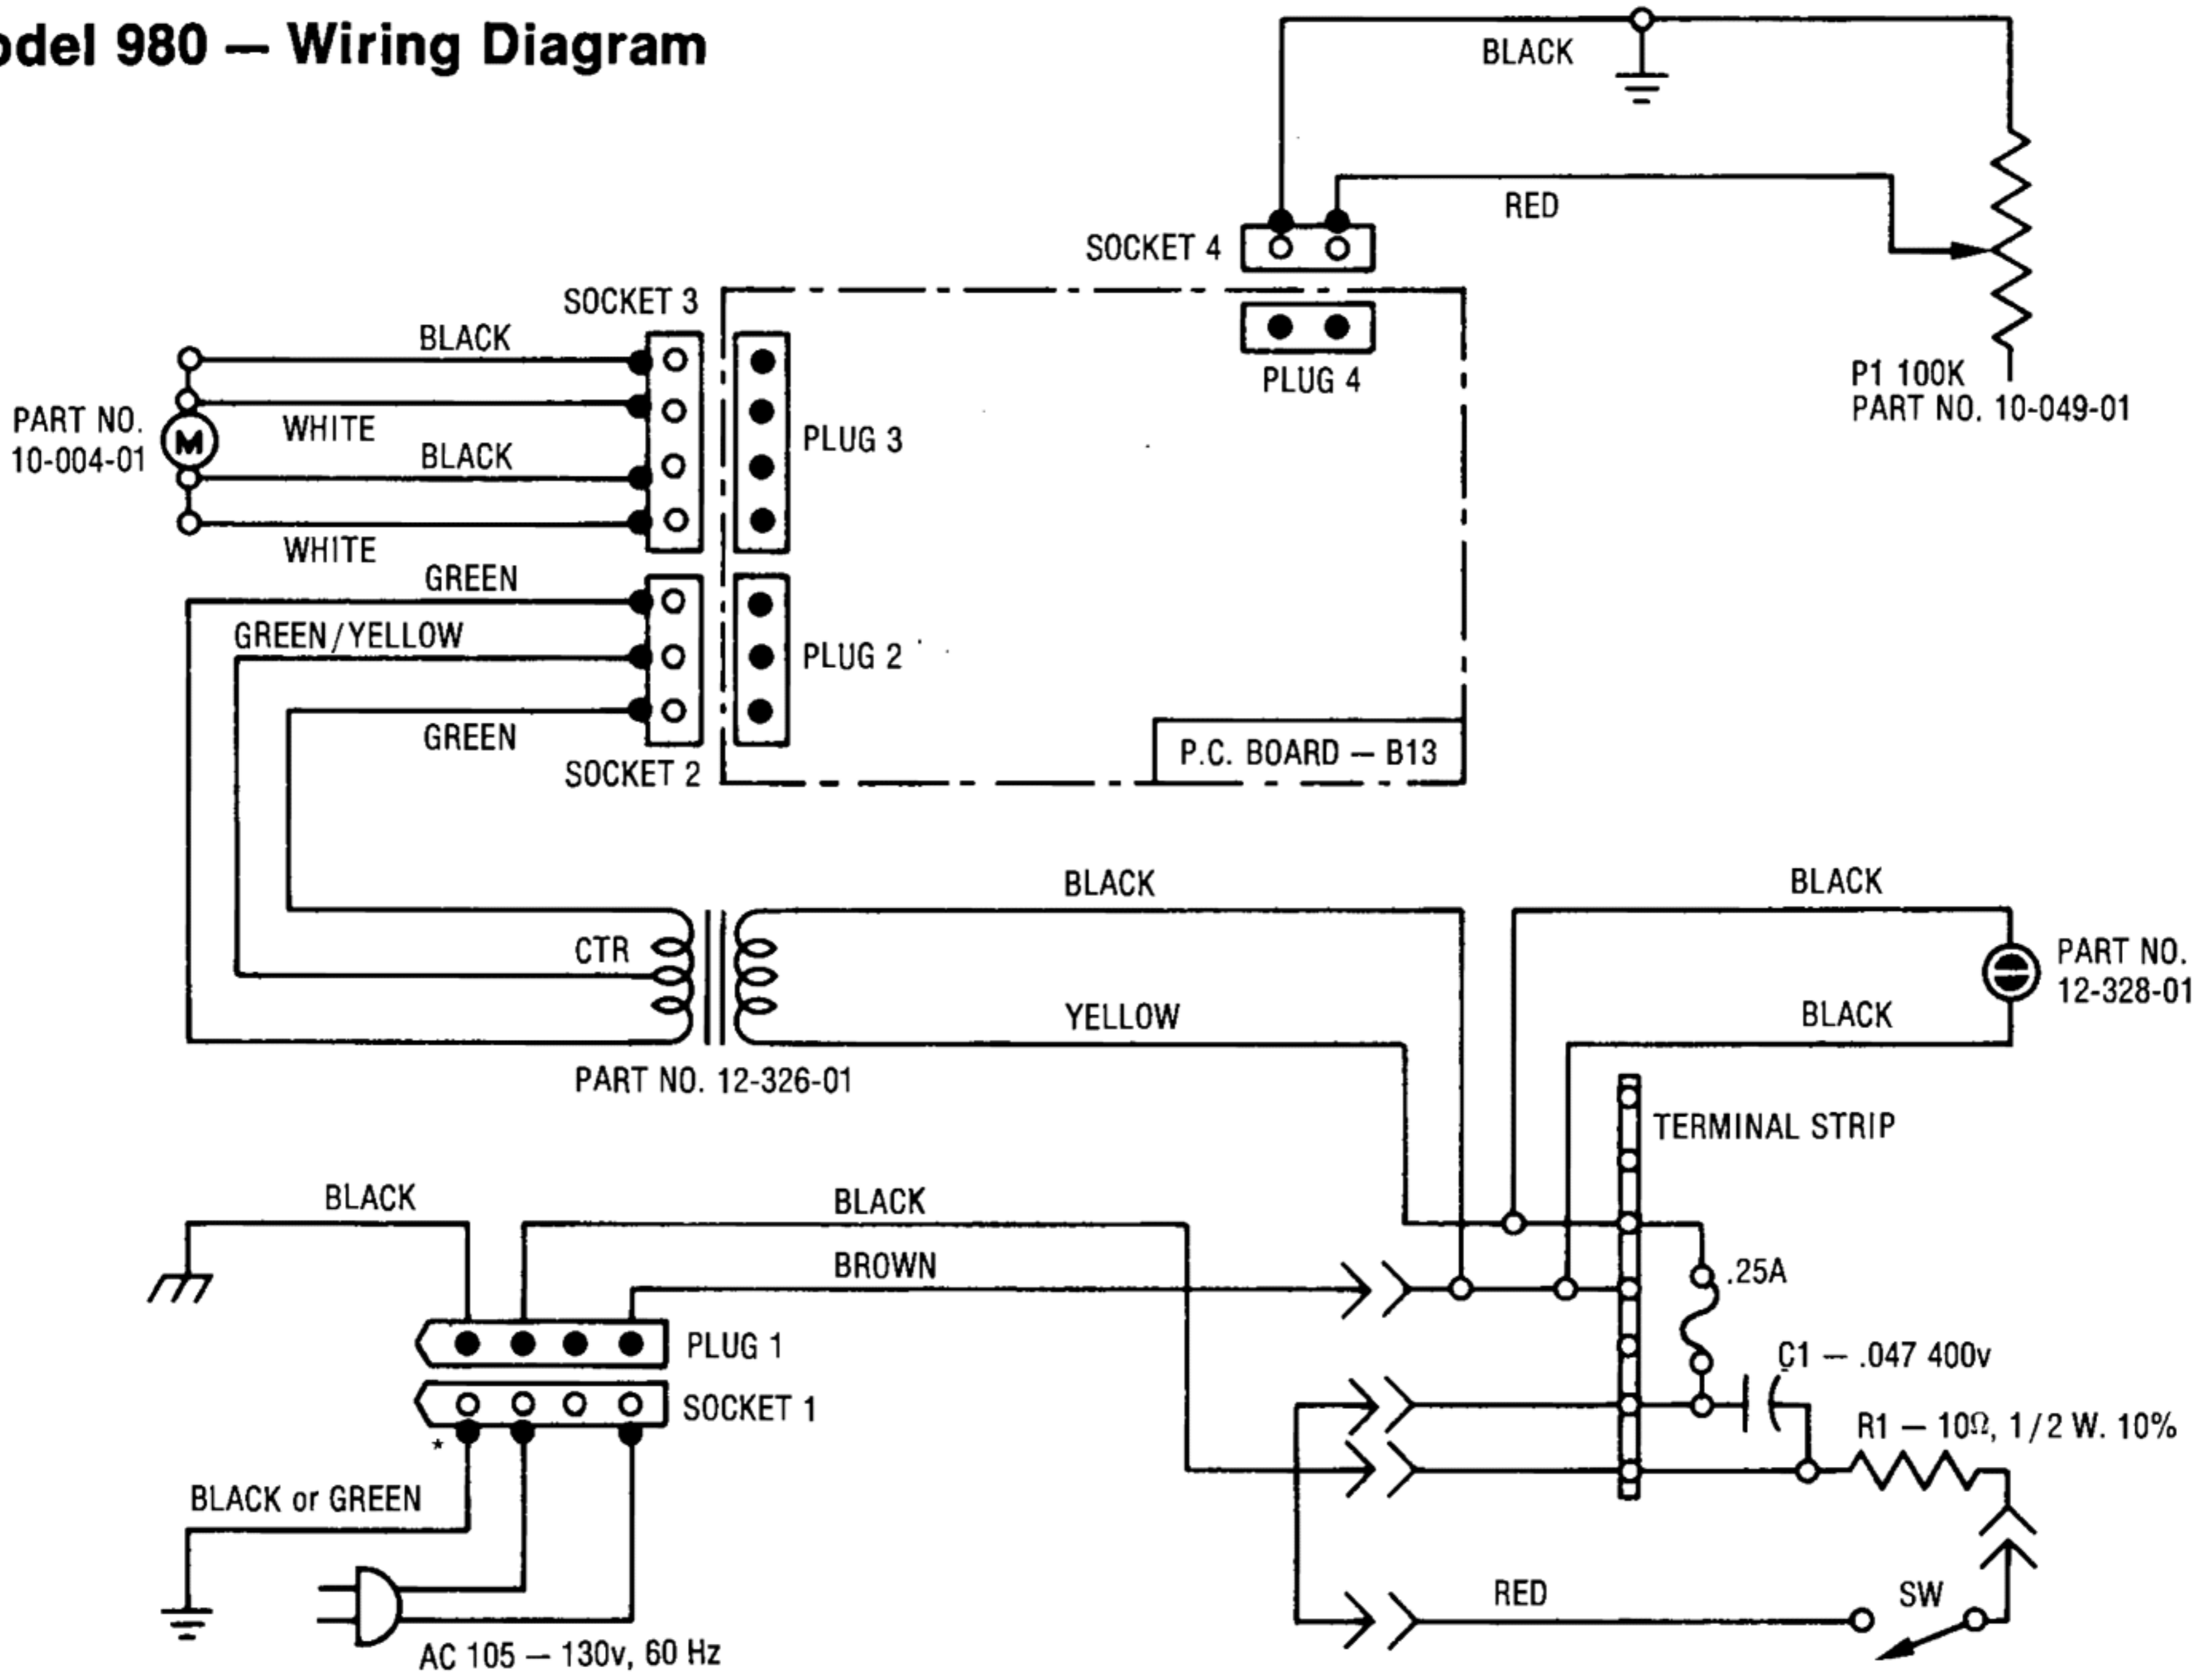 odel 980 — Wiring Diagram
BLACK
RED
SOCKET 4
SOCKET 3
BLACK
PLUG 4
P1 100K
PART NO. 10-049-01
PART NO.
10-004-01
M
WHITE
BLACK
PLUG 3
WHITE
GREEN
GREEN/YELLOW
PLUG 2
GREEN
P.C. BOARD — B13
SOCKET 2
BLACK
BLACK
CTR
PART NO.
12-328-01
YELLOW
BLACK
PART NO. 12-326-01
TERMINAL STRIP
BLACK
BLACK
BROWN
.25A
PLUG 1
C1 — .047 400v
SOCKET 1
*
R1 — 10Ω, 1/2 W. 10%
BLACK or GREEN
RED
SW
AC 105 — 130v, 60 Hz